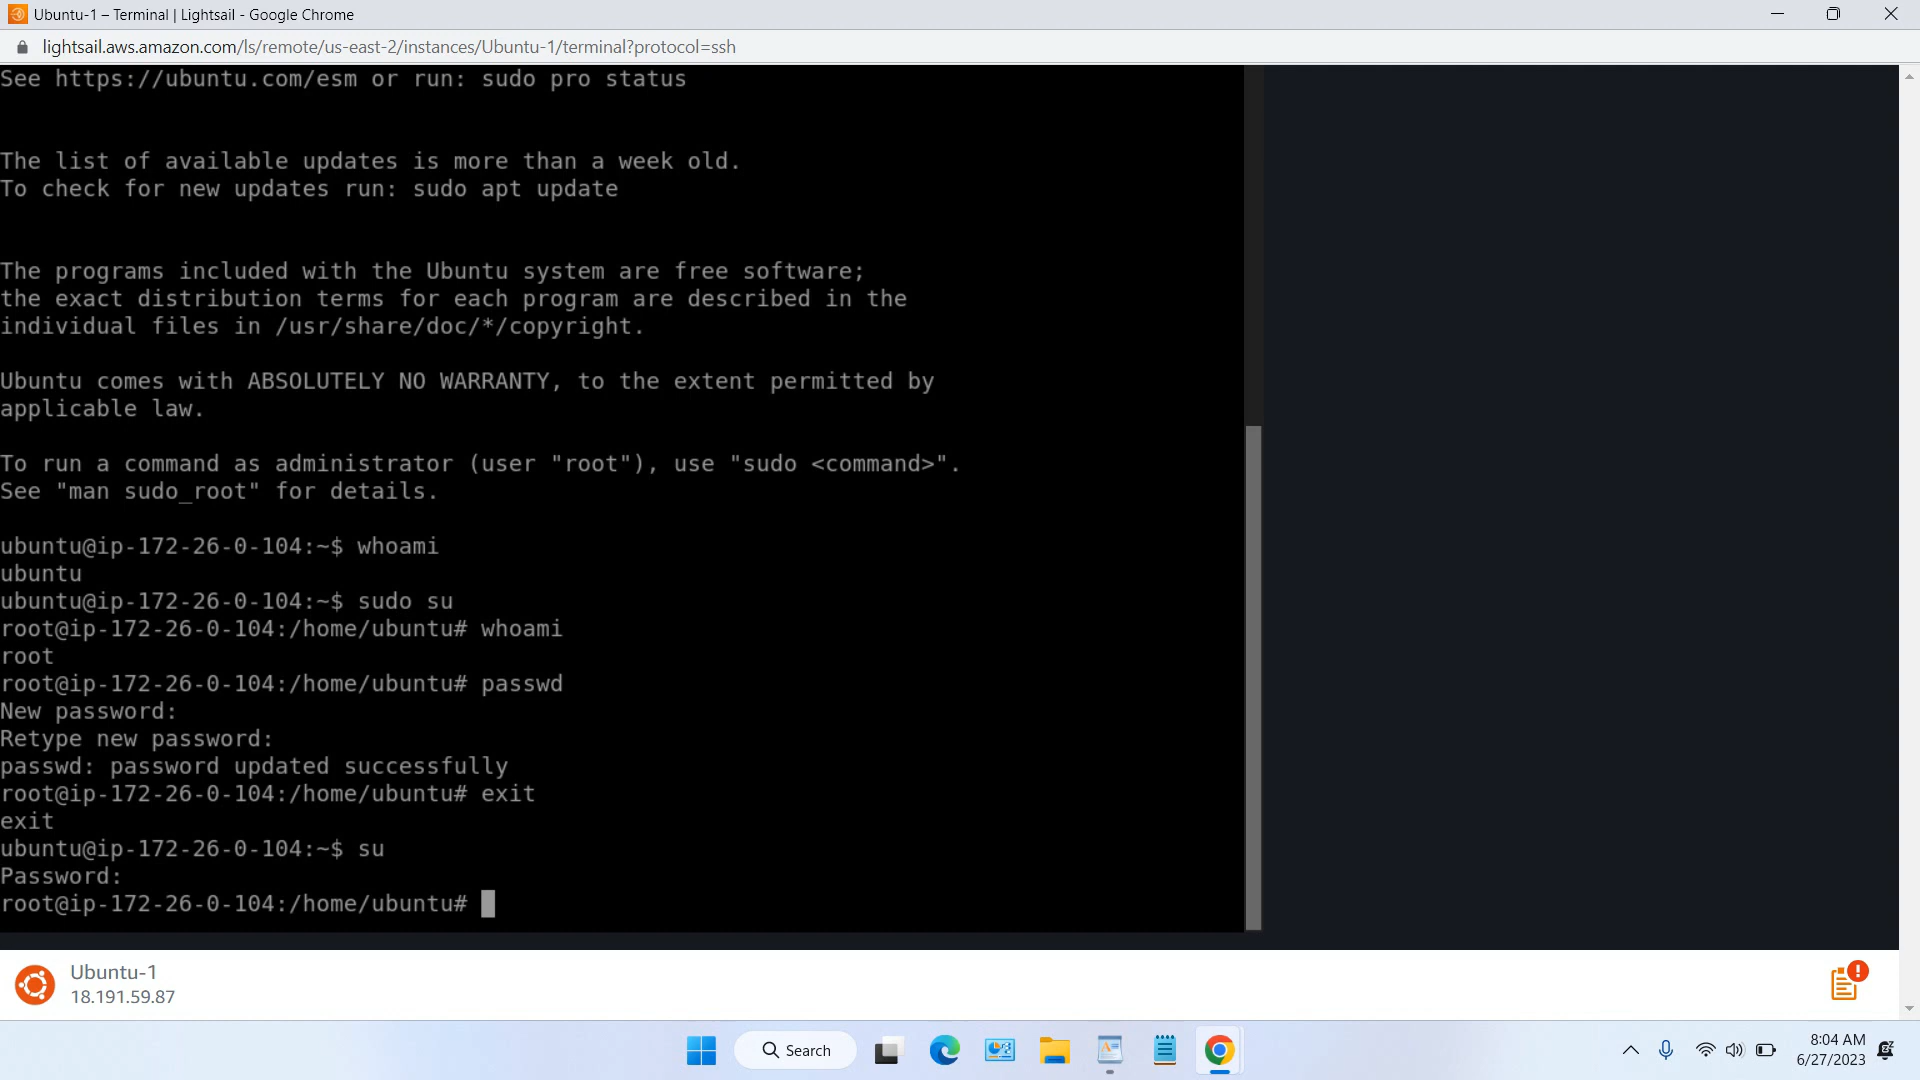 Ubuntu-1 – Terminal | Lightsail - Google Chrome
lightsail.aws.amazon.com/ls/remote/us-east-2/instances/Ubuntu-1/terminal?protocol=ssh
See https://ubuntu.com/esm or run: sudo pro status
The list of available updates is more than a week old.
To check for new updates run: sudo apt update
The programs included with the Ubuntu system are free software;
the exact distribution terms for each program are described in the
individual files in /usr/share/doc/*/copyright.
Ubuntu comes with ABSOLUTELY NO WARRANTY, to the extent permitted by
applicable law.
To run a command as administrator (user "root"), use "sudo <command>".
See "man sudo_root" for details.
ubuntu@ip-172-26-0-104:~$ whoami
ubuntu
ubuntu@ip-172-26-0-104:~$ sudo su
root@ip-172-26-0-104:/home/ubuntu# whoami
root
root@ip-172-26-0-104:/home/ubuntu# passwd
New password:
Retype new password:
passwd: password updated successfully
root@ip-172-26-0-104:/home/ubuntu# exit
exit
ubuntu@ip-172-26-0-104:~$ su
Password:
root@ip-172-26-0-104:/home/ubuntu#
Ubuntu-1
18.191.59.87
Search
8:04 AM
6/27/2023